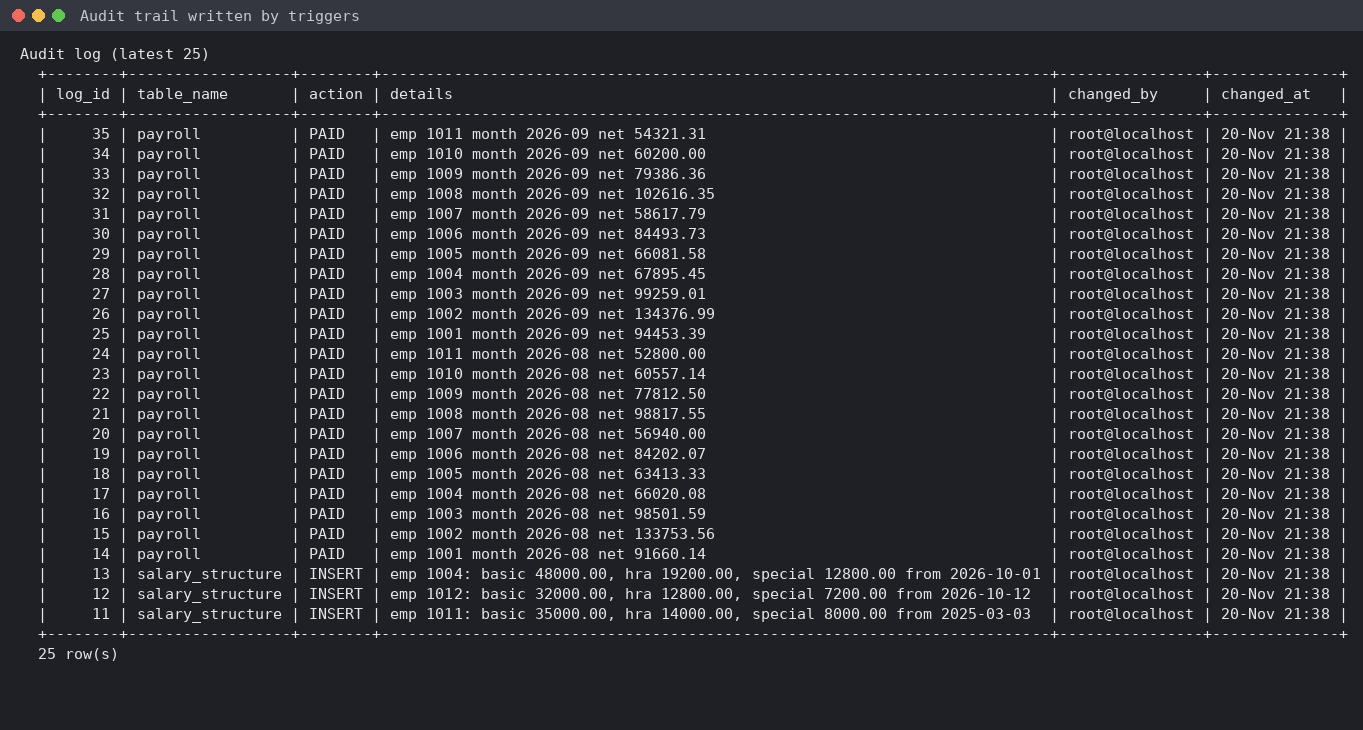 Audit trail written by triggers
Audit log (latest 25)
+--------+------------------+--------+--------------------------------------------------------------------------+----------------+--------------+
| log_id | table_name       | action | details                                                                  | changed_by     | changed_at   |
+--------+------------------+--------+--------------------------------------------------------------------------+----------------+--------------+
|     35 | payroll          | PAID   | emp 1011 month 2026-09 net 54321.31                                      | root@localhost | 20-Nov 21:38 |
|     34 | payroll          | PAID   | emp 1010 month 2026-09 net 60200.00                                      | root@localhost | 20-Nov 21:38 |
|     33 | payroll          | PAID   | emp 1009 month 2026-09 net 79386.36                                      | root@localhost | 20-Nov 21:38 |
|     32 | payroll          | PAID   | emp 1008 month 2026-09 net 102616.35                                     | root@localhost | 20-Nov 21:38 |
|     31 | payroll          | PAID   | emp 1007 month 2026-09 net 58617.79                                      | root@localhost | 20-Nov 21:38 |
|     30 | payroll          | PAID   | emp 1006 month 2026-09 net 84493.73                                      | root@localhost | 20-Nov 21:38 |
|     29 | payroll          | PAID   | emp 1005 month 2026-09 net 66081.58                                      | root@localhost | 20-Nov 21:38 |
|     28 | payroll          | PAID   | emp 1004 month 2026-09 net 67895.45                                      | root@localhost | 20-Nov 21:38 |
|     27 | payroll          | PAID   | emp 1003 month 2026-09 net 99259.01                                      | root@localhost | 20-Nov 21:38 |
|     26 | payroll          | PAID   | emp 1002 month 2026-09 net 134376.99                                     | root@localhost | 20-Nov 21:38 |
|     25 | payroll          | PAID   | emp 1001 month 2026-09 net 94453.39                                      | root@localhost | 20-Nov 21:38 |
|     24 | payroll          | PAID   | emp 1011 month 2026-08 net 52800.00                                      | root@localhost | 20-Nov 21:38 |
|     23 | payroll          | PAID   | emp 1010 month 2026-08 net 60557.14                                      | root@localhost | 20-Nov 21:38 |
|     22 | payroll          | PAID   | emp 1009 month 2026-08 net 77812.50                                      | root@localhost | 20-Nov 21:38 |
|     21 | payroll          | PAID   | emp 1008 month 2026-08 net 98817.55                                      | root@localhost | 20-Nov 21:38 |
|     20 | payroll          | PAID   | emp 1007 month 2026-08 net 56940.00                                      | root@localhost | 20-Nov 21:38 |
|     19 | payroll          | PAID   | emp 1006 month 2026-08 net 84202.07                                      | root@localhost | 20-Nov 21:38 |
|     18 | payroll          | PAID   | emp 1005 month 2026-08 net 63413.33                                      | root@localhost | 20-Nov 21:38 |
|     17 | payroll          | PAID   | emp 1004 month 2026-08 net 66020.08                                      | root@localhost | 20-Nov 21:38 |
|     16 | payroll          | PAID   | emp 1003 month 2026-08 net 98501.59                                      | root@localhost | 20-Nov 21:38 |
|     15 | payroll          | PAID   | emp 1002 month 2026-08 net 133753.56                                     | root@localhost | 20-Nov 21:38 |
|     14 | payroll          | PAID   | emp 1001 month 2026-08 net 91660.14                                      | root@localhost | 20-Nov 21:38 |
|     13 | salary_structure | INSERT | emp 1004: basic 48000.00, hra 19200.00, special 12800.00 from 2026-10-01 | root@localhost | 20-Nov 21:38 |
|     12 | salary_structure | INSERT | emp 1012: basic 32000.00, hra 12800.00, special 7200.00 from 2026-10-12  | root@localhost | 20-Nov 21:38 |
|     11 | salary_structure | INSERT | emp 1011: basic 35000.00, hra 14000.00, special 8000.00 from 2025-03-03  | root@localhost | 20-Nov 21:38 |
+--------+------------------+--------+--------------------------------------------------------------------------+----------------+--------------+
25 row(s)